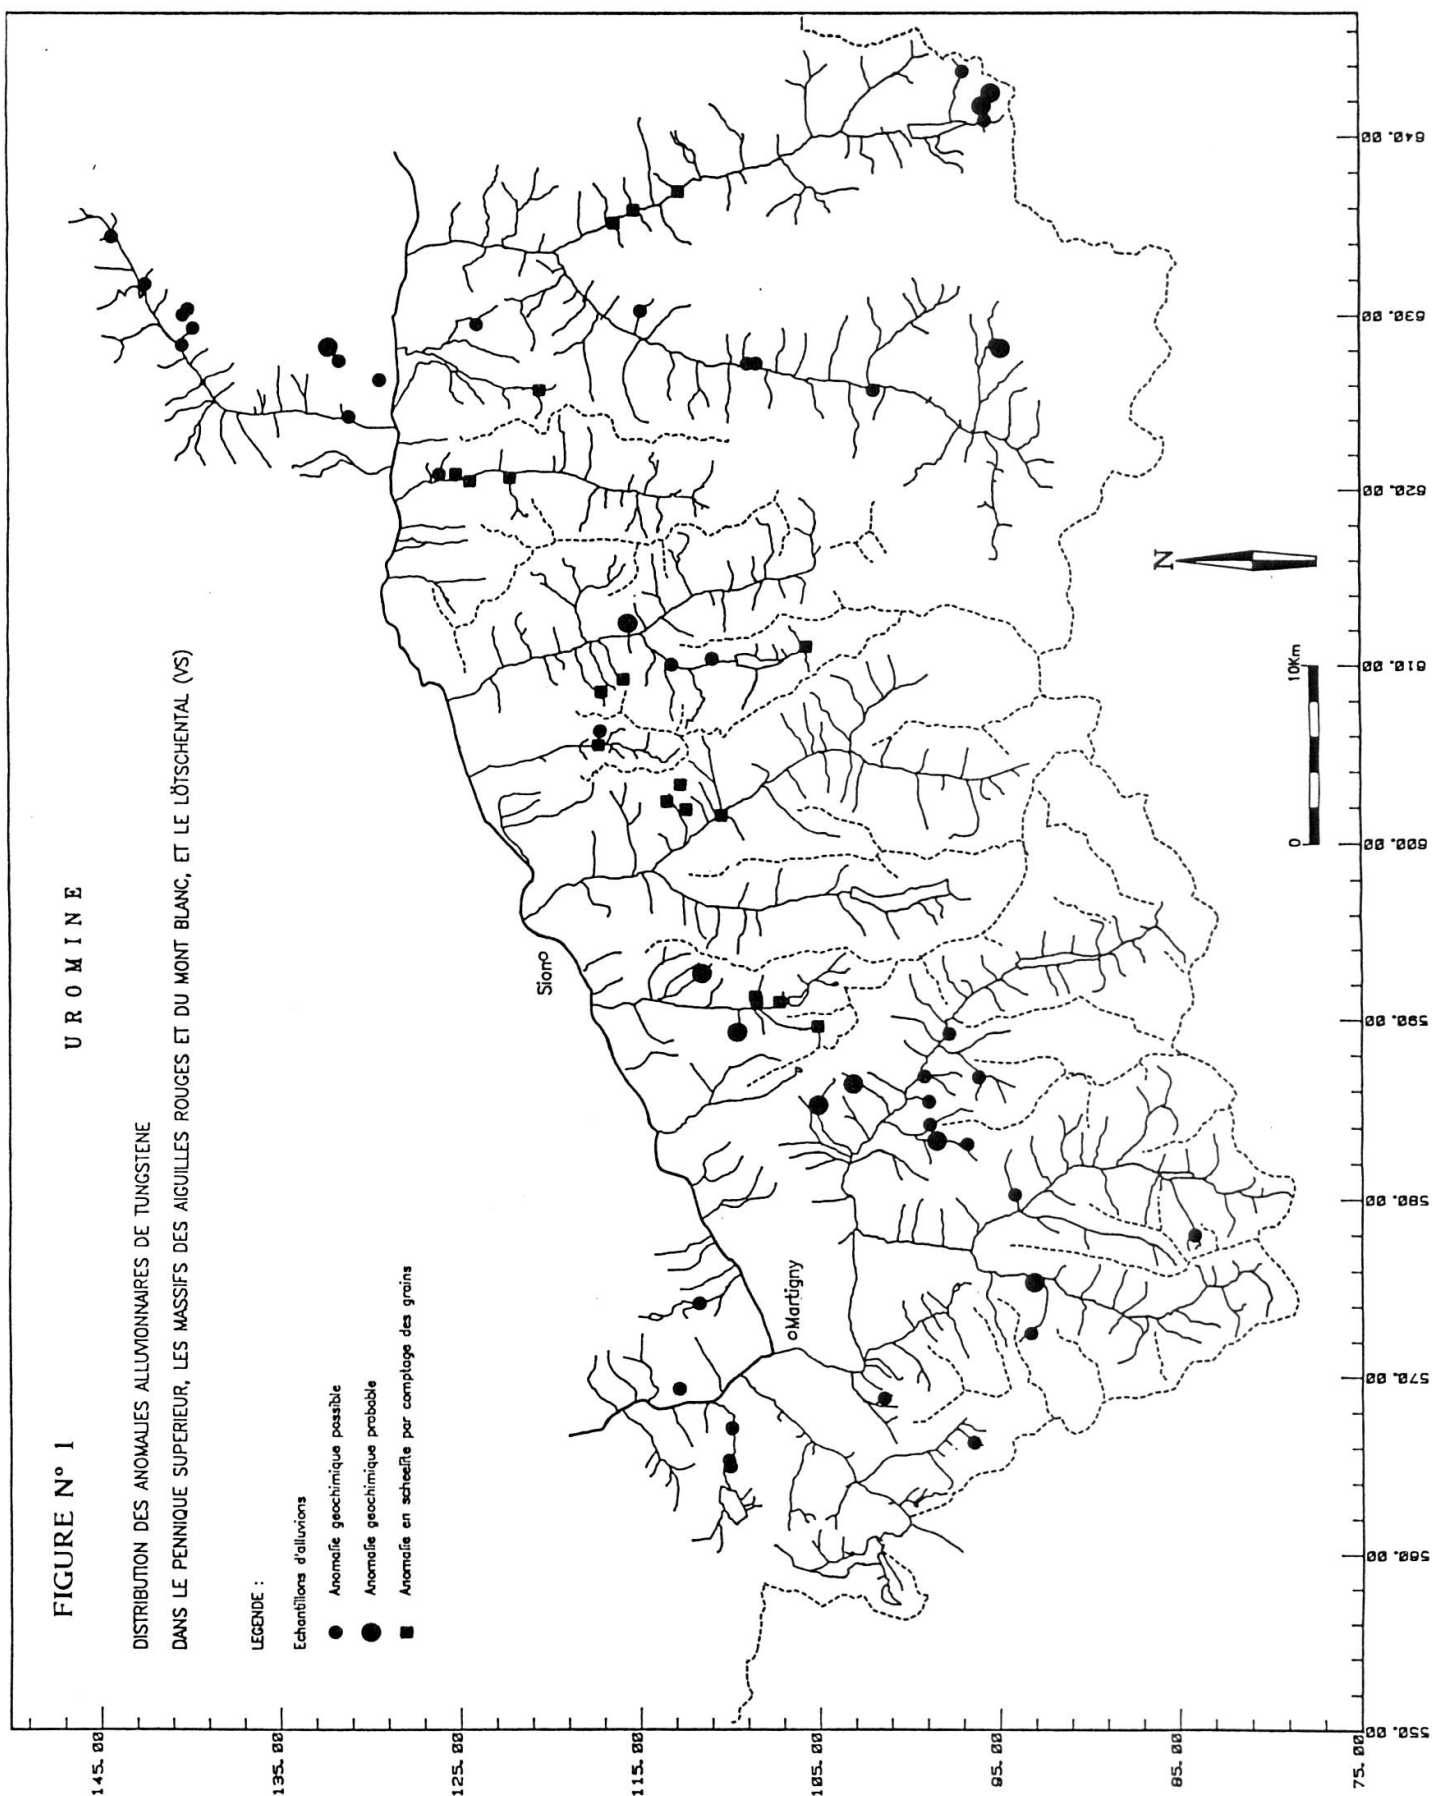 FIGURE N° 1
U R O M I N E
DISTRIBUTION DES ANOMALIES ALLUVIONNAIRES DE TUNGSTENE
DANS LE PENNIQUE SUPERIEUR, LES MASSIFS DES AIGUILLES ROUGES ET DU MONT BLANC, ET LE LÖTSCHENTAL (VS)
LEGENDE :
Echantillons d'alluvions
Anomalie geochimique possible
Anomalie geochimique probable
Anomalie en scheelite par comptage des grains
Sion
Martigny
N
0
10Km
145.00
135.00
125.00
115.00
105.00
95.00
85.00
75.00
550.00
560.00
570.00
580.00
590.00
600.00
610.00
620.00
630.00
640.00